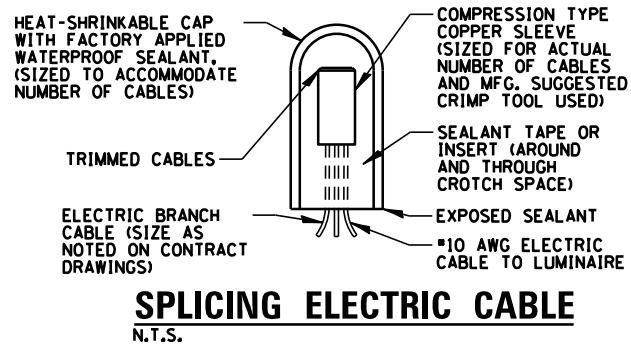 HEAT-SHRINKABLE CAP
WITH FACTORY APPLIED
WATERPROOF SEALANT.
(SIZED TO ACCOMMODATE
NUMBER OF CABLES)
TRIMMED CABLES
ELECTRIC BRANCH
CABLE (SIZE AS
NOTED ON CONTRACT
DRAWINGS)
COMPRESSION TYPE
COPPER SLEEVE
(SIZED FOR ACTUAL
NUMBER OF CABLES
AND MFG. SUGGESTED
CRIMP TOOL USED)
SEALANT TAPE OR
INSERT (AROUND
AND THROUGH
CROTCH SPACE)
EXPOSED SEALANT
#10 AWG ELECTRIC
CABLE TO LUMINAIRE
SPLICING ELECTRIC CABLE
N.T.S.